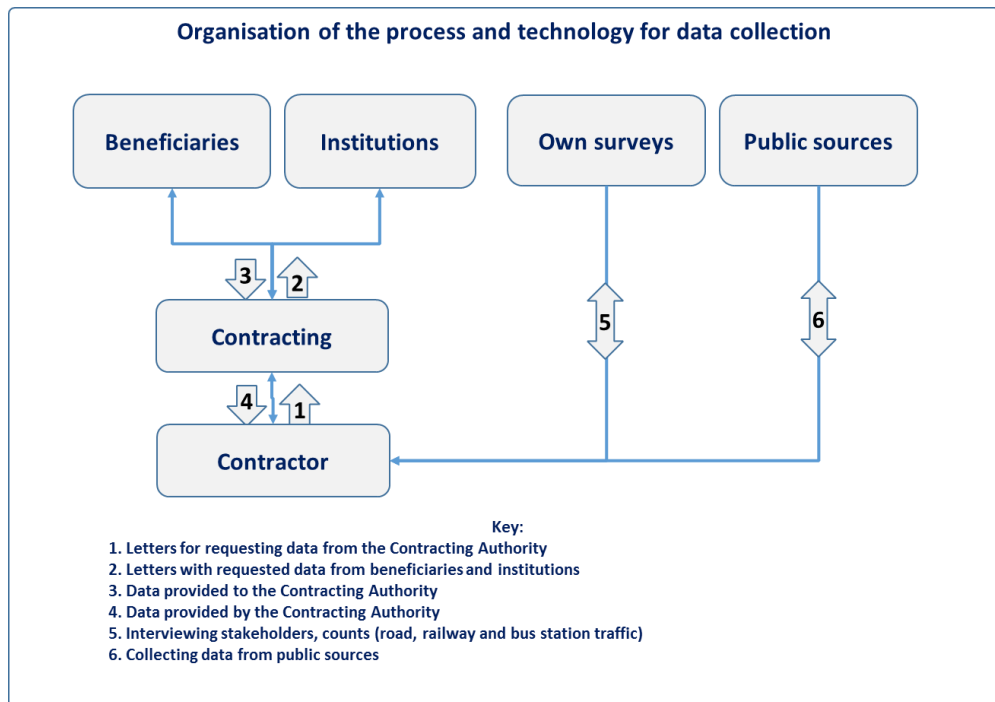 Organisation of the process and technology for data collection
Beneficiaries
Institutions
Own surveys
Public sources
3
2
5
6
Contracting
4
1
Contractor
Key:
1. Letters for requesting data from the Contracting Authority
2. Letters with requested data from beneficiaries and institutions
3. Data provided to the Contracting Authority
4. Data provided by the Contracting Authority
5. Interviewing stakeholders, counts (road, railway and bus station traffic)
6. Collecting data from public sources